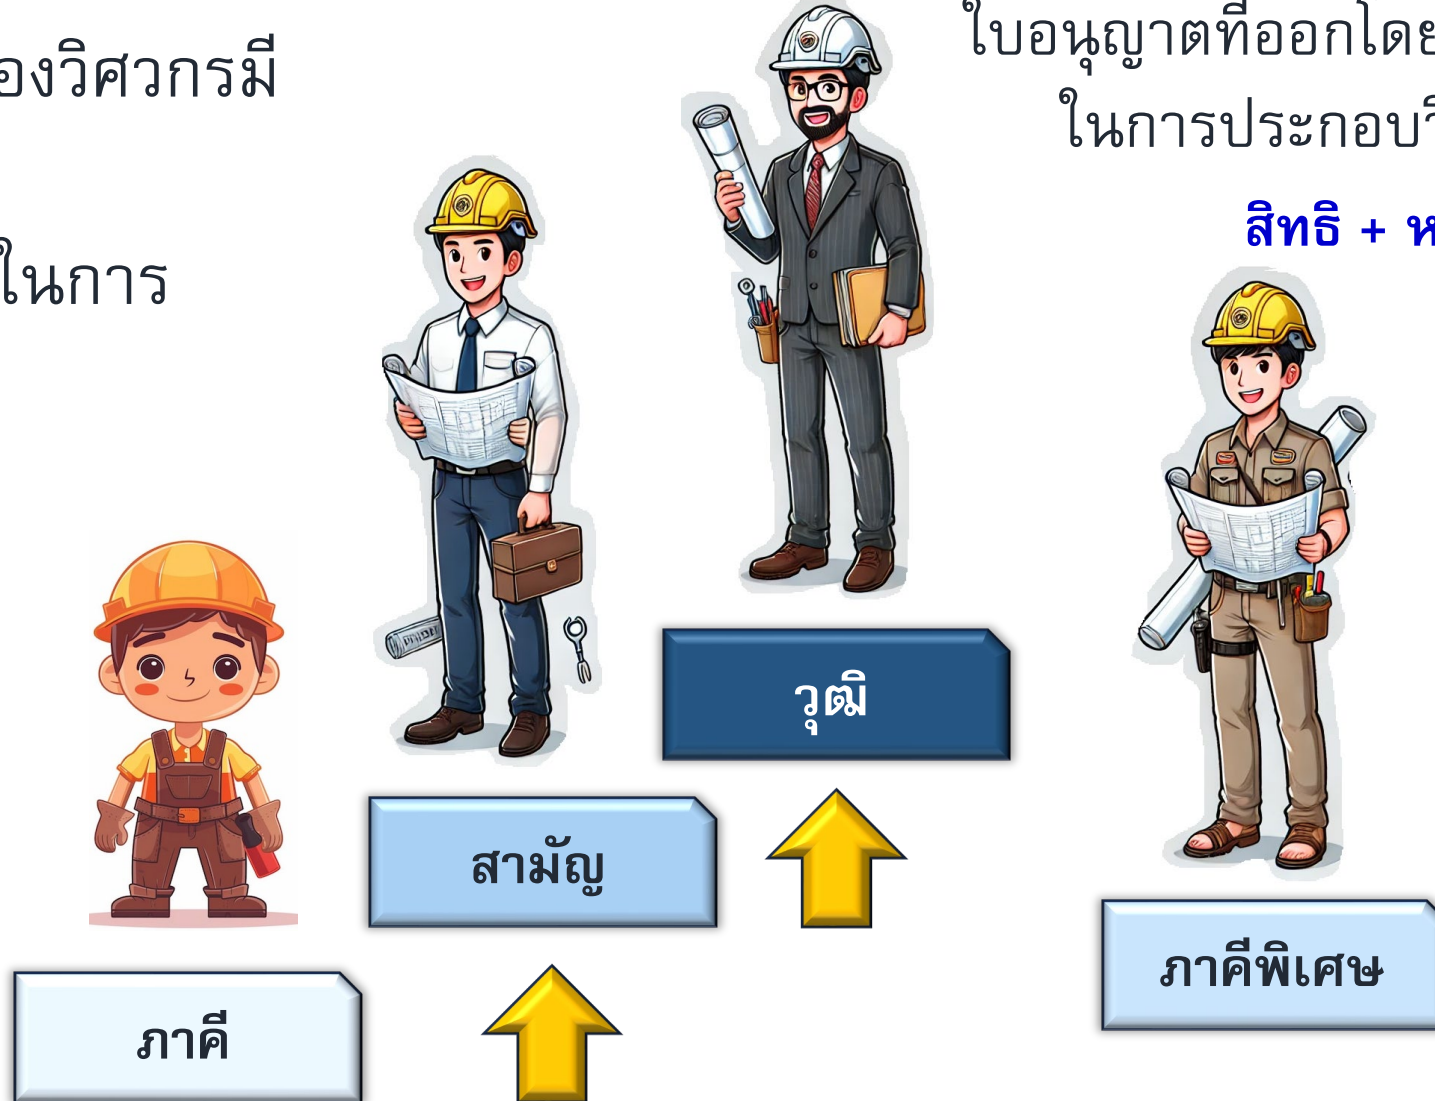 องวิศวกรมี
ในการ
ใบอนุญาตที่ออกโดย
ในการประกอบวิ
สิทธิ + ห
วุฒิ
สามัญ
ภาคีพิเศษ
ภาคี